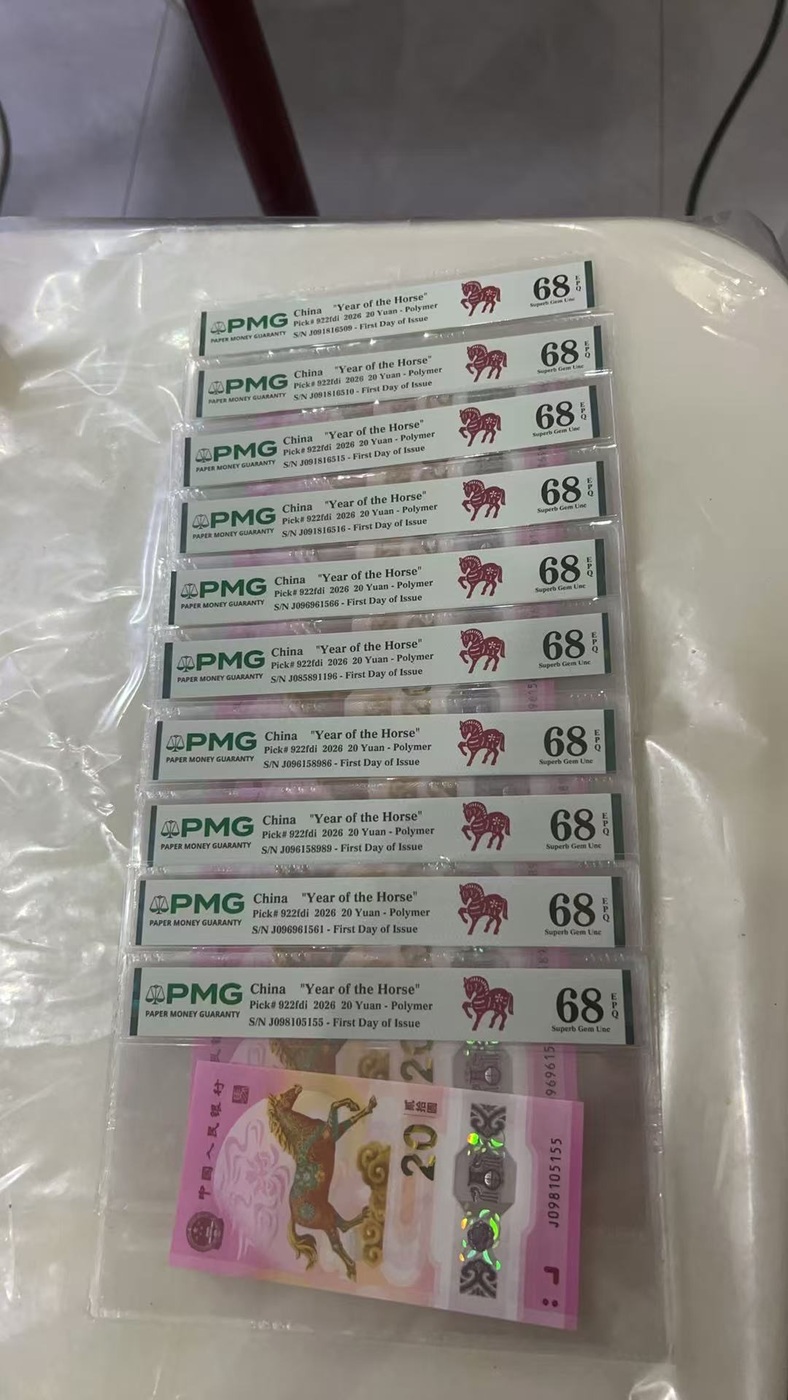 PMG
PAPER MONEY GUARANTY
China "Year of the Horse"
Pick# 922fdi 2026 20 Yuan - Polymer
S/N J091816509 - First Day of Issue
68 EPQ
Superb Gem Unc
PMG
PAPER MONEY GUARANTY
China "Year of the Horse"
Pick# 922fdi 2026 20 Yuan - Polymer
S/N J091816510 - First Day of Issue
68 EPQ
Superb Gem Unc
PMG
PAPER MONEY GUARANTY
China "Year of the Horse"
Pick# 922fdi 2026 20 Yuan - Polymer
S/N J091816515 - First Day of Issue
68 EPQ
Superb Gem Unc
PMG
PAPER MONEY GUARANTY
China "Year of the Horse"
Pick# 922fdi 2026 20 Yuan - Polymer
S/N J091816516 - First Day of Issue
68 EPQ
Superb Gem Unc
PMG
PAPER MONEY GUARANTY
China "Year of the Horse"
Pick# 922fdi 2026 20 Yuan - Polymer
S/N J096961566 - First Day of Issue
68 EPQ
Superb Gem Unc
PMG
PAPER MONEY GUARANTY
China "Year of the Horse"
Pick# 922fdi 2026 20 Yuan - Polymer
S/N J085891196 - First Day of Issue
68 EPQ
Superb Gem Unc
PMG
PAPER MONEY GUARANTY
China "Year of the Horse"
Pick# 922fdi 2026 20 Yuan - Polymer
S/N J096158986 - First Day of Issue
68 EPQ
Superb Gem Unc
PMG
PAPER MONEY GUARANTY
China "Year of the Horse"
Pick# 922fdi 2026 20 Yuan - Polymer
S/N J096158989 - First Day of Issue
68 EPQ
Superb Gem Unc
PMG
PAPER MONEY GUARANTY
China "Year of the Horse"
Pick# 922fdi 2026 20 Yuan - Polymer
S/N J096961561 - First Day of Issue
68 EPQ
Superb Gem Unc
PMG
PAPER MONEY GUARANTY
China "Year of the Horse"
Pick# 922fdi 2026 20 Yuan - Polymer
S/N J098105155 - First Day of Issue
68 EPQ
Superb Gem Unc
中國人民銀行
貳拾圓
20
J098105155